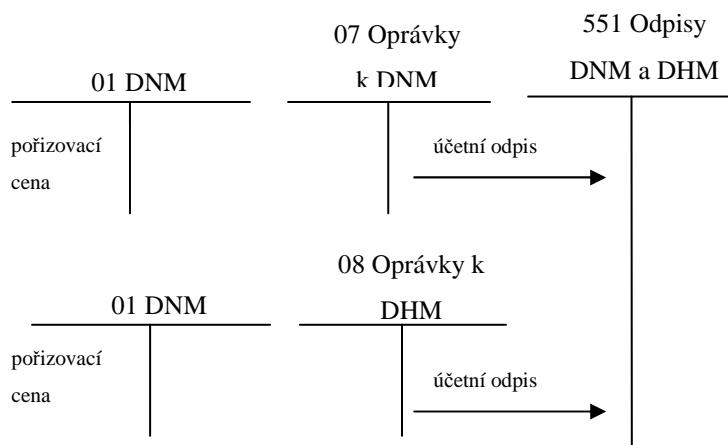 551 Odpisy
DNM a DHM
07 Oprávky
k DNM
01 DNM
pořizovací
cena
účetní odpis
08 Oprávky k
DHM
01 DNM
pořizovací
cena
účetní odpis